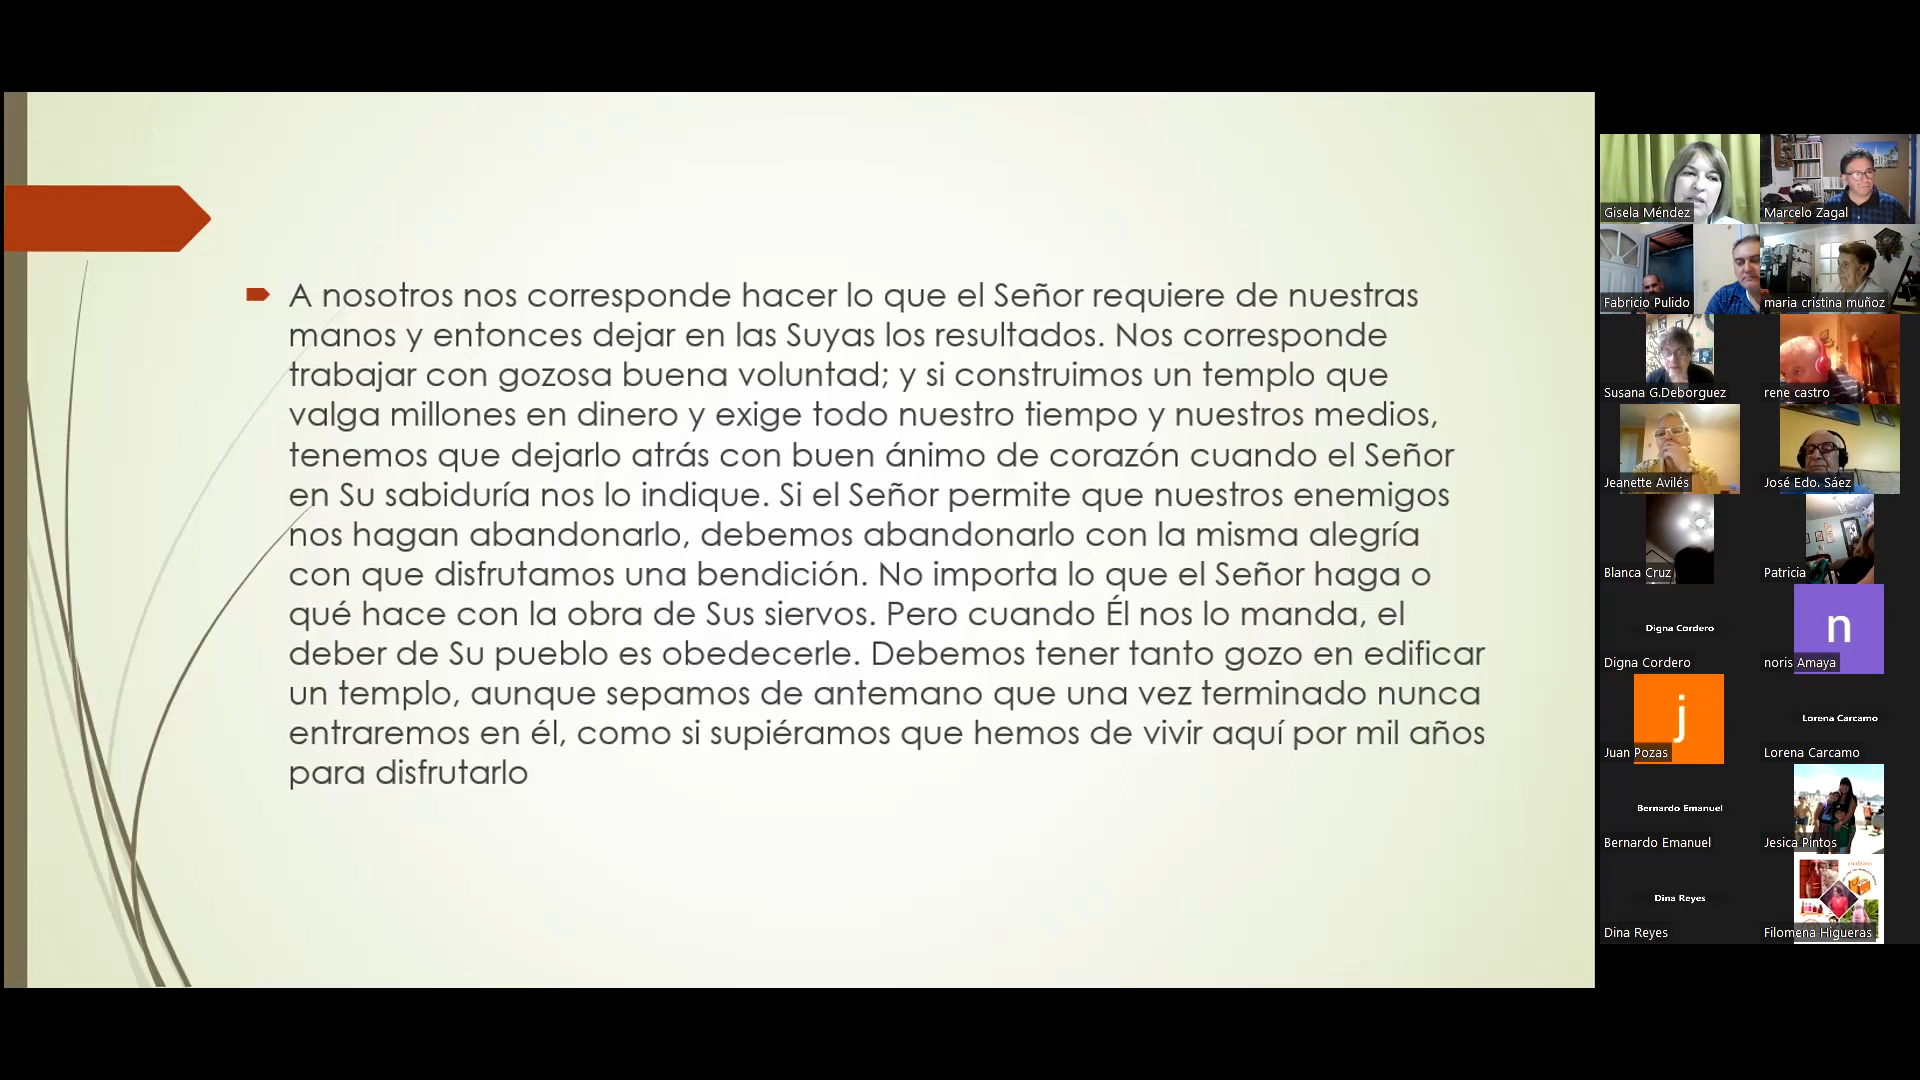 A nosotros nos corresponde hacer lo que el Señor requiere de nuestras
manos y entonces dejar en las Suyas los resultados. Nos corresponde
trabajar con gozosa buena voluntad; y si construimos un templo que
valga millones en dinero y exige todo nuestro tiempo y nuestros medios,
tenemos que dejarlo atrás con buen ánimo de corazón cuando el Señor
en Su sabiduría nos lo indique. Si el Señor permite que nuestros enemigos
nos hagan abandonarlo, debemos abandonarlo con la misma alegría
con que disfrutamos una bendición. No importa lo que el Señor haga o
qué hace con la obra de Sus siervos. Pero cuando Él nos lo manda, el
deber de Su pueblo es obedecerle. Debemos tener tanto gozo en edificar
un templo, aunque sepamos de antemano que una vez terminado nunca
entraremos en él, como si supiéramos que hemos de vivir aquí por mil años
para disfrutarlo
Gisela Méndez
Marcelo Zagal
Fabricio Pulido
maria cristina muñoz
Susana G.Deborguez
rene castro
Jeanette Avilés
José Edo. Sáez
Blanca Cruz
Patricia
Digna Cordero
Digna Cordero
n
noris Amaya
j
Juan Pozas
Lorena Carcamo
Lorena Carcamo
Bernardo Emanuel
Bernardo Emanuel
Jesica Pintos
Dina Reyes
Dina Reyes
Filomena Higueras